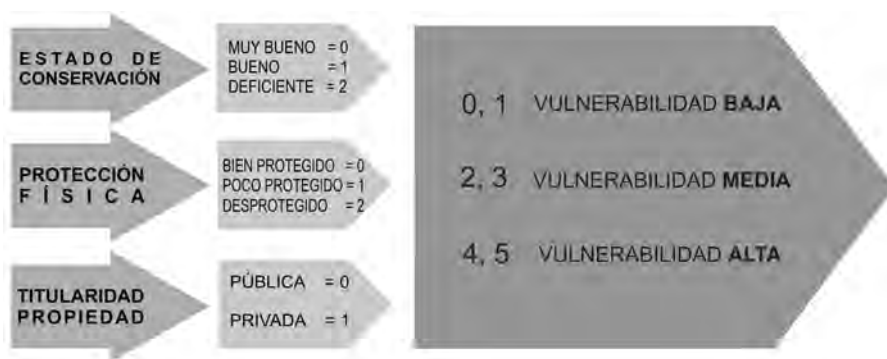 ESTADO DE
CONSERVACIÓN
MUY BUENO = 0
BUENO = 1
DEFICIENTE = 2
PROTECCIÓN
FÍSICA
BIEN PROTEGIDO = 0
POCO PROTEGIDO = 1
DESPROTEGIDO = 2
TITULARIDAD
PROPIEDAD
PÚBLICA = 0
PRIVADA = 1
0, 1 VULNERABILIDAD BAJA
2, 3 VULNERABILIDAD MEDIA
4, 5 VULNERABILIDAD ALTA